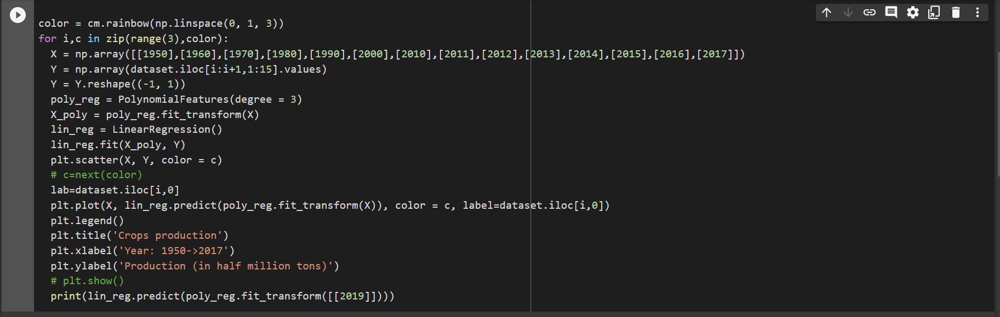 color = cm.rainbow(np.linspace(0, 1, 3))
for i,c in zip(range(3),color):
  X = np.array([[1950],[1960],[1970],[1980],[1990],[2000],[2010],[2011],[2012],[2013],[2014],[2015],[2016],[2017]])
  Y = np.array(dataset.iloc[i:i+1,1:15].values)
  Y = Y.reshape((-1, 1))
  poly_reg = PolynomialFeatures(degree = 3)
  X_poly = poly_reg.fit_transform(X)
  lin_reg = LinearRegression()
  lin_reg.fit(X_poly, Y)
  plt.scatter(X, Y, color = c)
  # c=next(color)
  lab=dataset.iloc[i,0]
  plt.plot(X, lin_reg.predict(poly_reg.fit_transform(X)), color = c, label=dataset.iloc[i,0])
  plt.legend()
  plt.title('Crops production')
  plt.xlabel('Year: 1950->2017')
  plt.ylabel('Production (in half million tons)')
  # plt.show()
  print(lin_reg.predict(poly_reg.fit_transform([[2019]])))